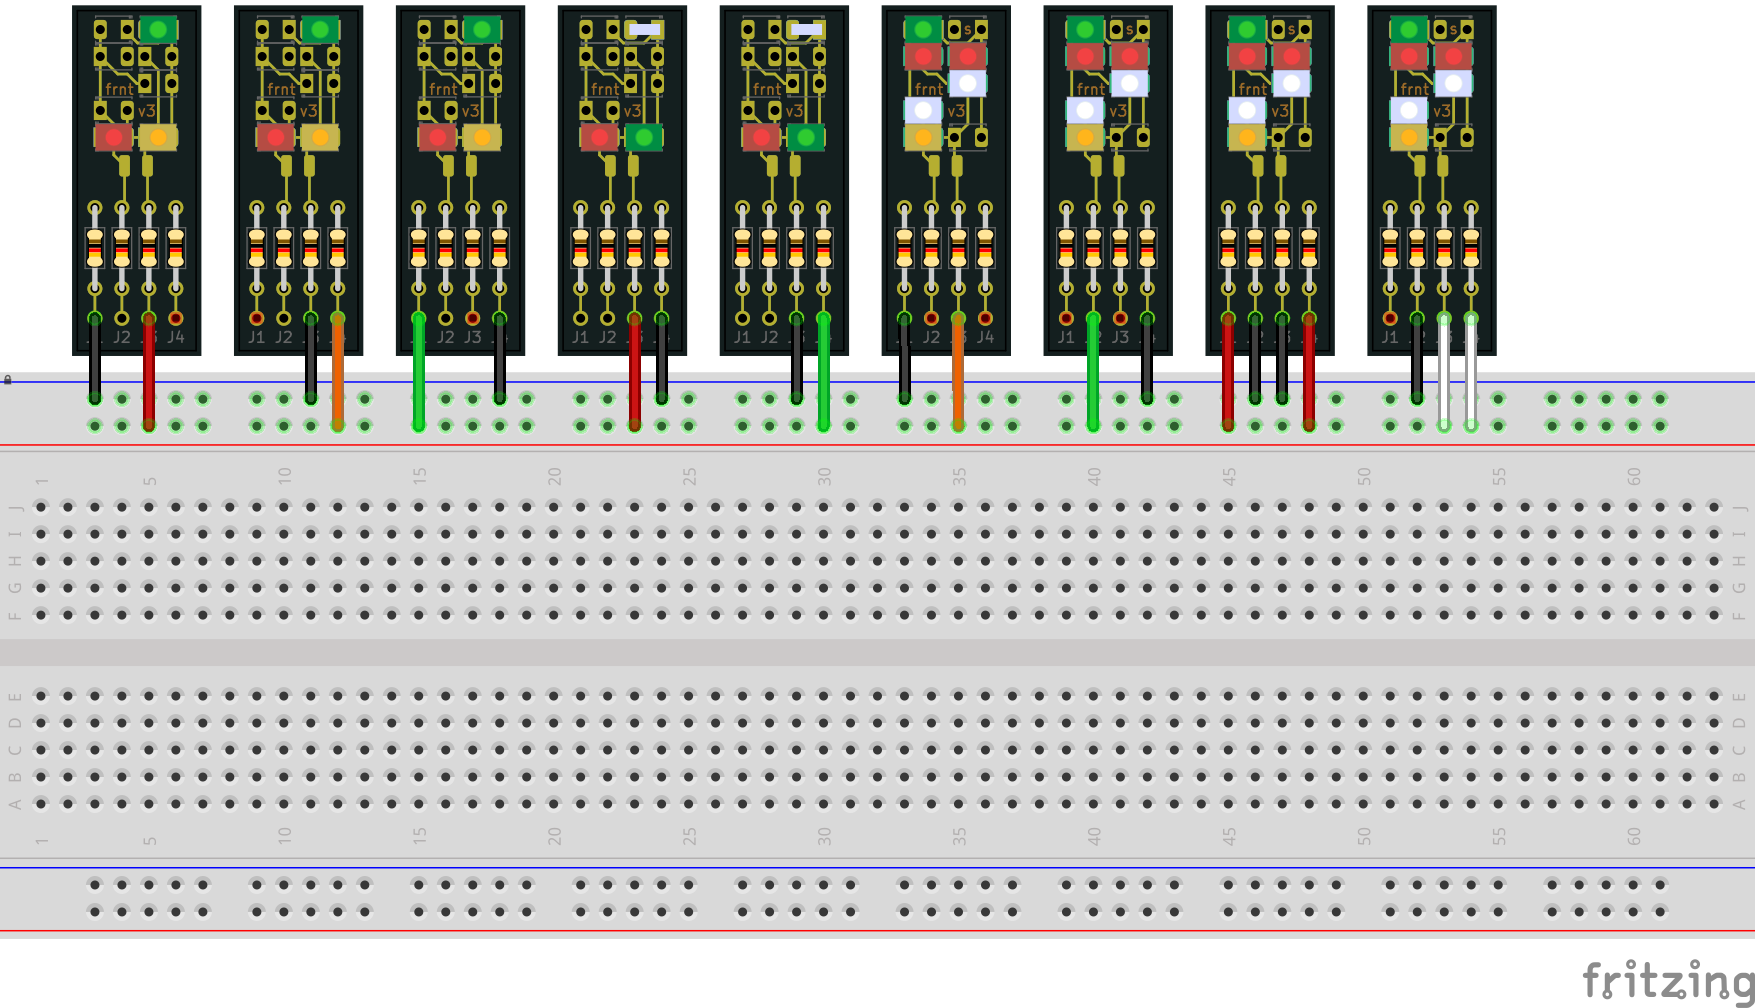 s s s s
frnt frnt frnt frnt frnt frnt frnt frnt frnt
v3 v3 v3 v3 v3 v3 v3 v3 v3
J2 J4 J1 J2 J2 J3 J1 J2 J1 J2 J2 J4 J1 J3 J1
1 5 10 15 20 25 30 35 40 45 50 55 60
J J
I I
H H
G G
F F
E E
D D
C C
B B
A A
1 5 10 15 20 25 30 35 40 45 50 55 60
fritzing